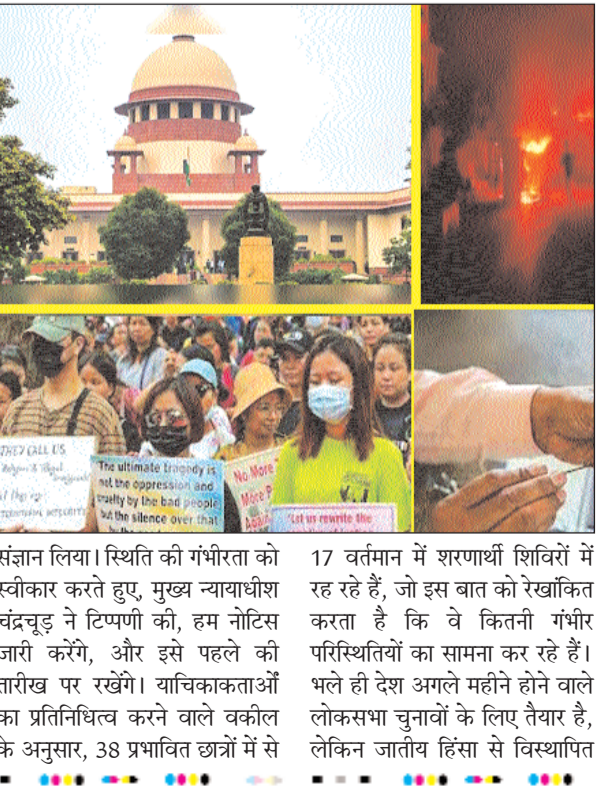 THEY CALL US
The ultimate tragedy is
not the oppression and
cruelty by the bad people
but the silence over that
No More
More P
Again
"Let us rewrite the
संज्ञान लिया। स्थिति की गंभीरता को
स्वीकार करते हुए, मुख्य न्यायाधीश
चंद्रचूड़ ने टिप्पणी की, हम नोटिस
जारी करेंगे, और इसे पहले की
तारीख पर रखेंगे। याचिकाकताओं
का प्रतिनिधित्व करने वाले वकील
के अनुसार, 38 प्रभावित छात्रों में से
17 वर्तमान में शरणार्थी शिविरों में
रह रहे हैं, जो इस बात को रेखांकित
करता है कि वे कितनी गंभीर
परिस्थितियों का सामना कर रहे हैं।
भले ही देश अगले महीने होने वाले
लोकसभा चुनावों के लिए तैयार है,
लेकिन जातीय हिंसा से विस्थापित